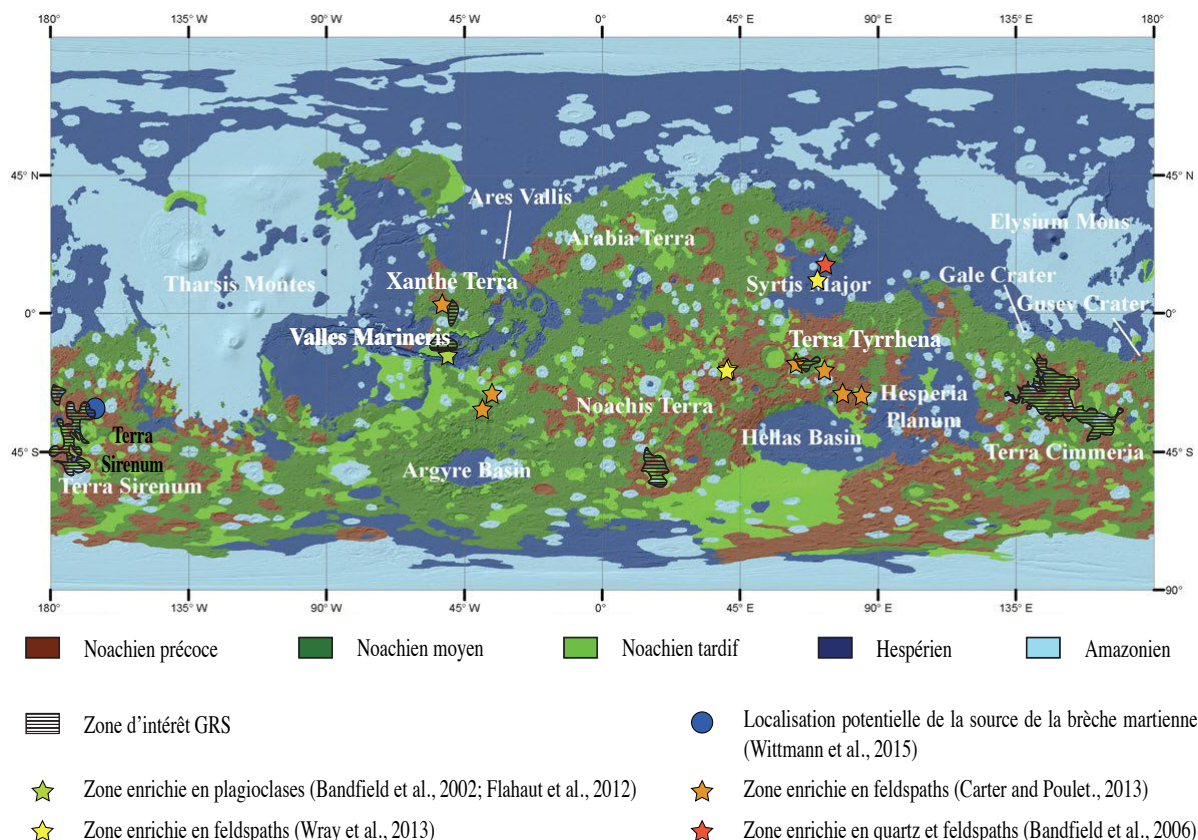 180° 135° W 90° 45° W 0° 45° E 90° 135° E 180°
45° N 45° N
Ares Vallis
Elysium Mons
Arabia Terra
Gale Crater
Xanthe Terra
Tharsis Montes
Syrtis Major
Gusev Crater
0° 0°
Valles Marineris
Terra Tyrrhena
Hesperia
Planum
Noachis Terra
Terra
Sirenum
Hellas Basin
45° S 45° S
Terra Cimmeria
Argyre Basin
Terra Sirenum
90°
180° 135° W 90° 45° W 0° 45° E 90° 135° E 180°
Noachien précoce Noachien moyen Noachien tardif Hespérien Amazonien
Zone d’intérêt GRS
Localisation potentielle de la source de la brèche martienne
(Wittmann et al., 2015)
Zone enrichie en plagioclases (Bandfield et al., 2002; Flahaut et al., 2012)
Zone enrichie en feldspaths (Carter and Poulet., 2013)
Zone enrichie en feldspaths (Wray et al., 2013)
Zone enrichie en quartz et feldspaths (Bandfield et al., 2006)